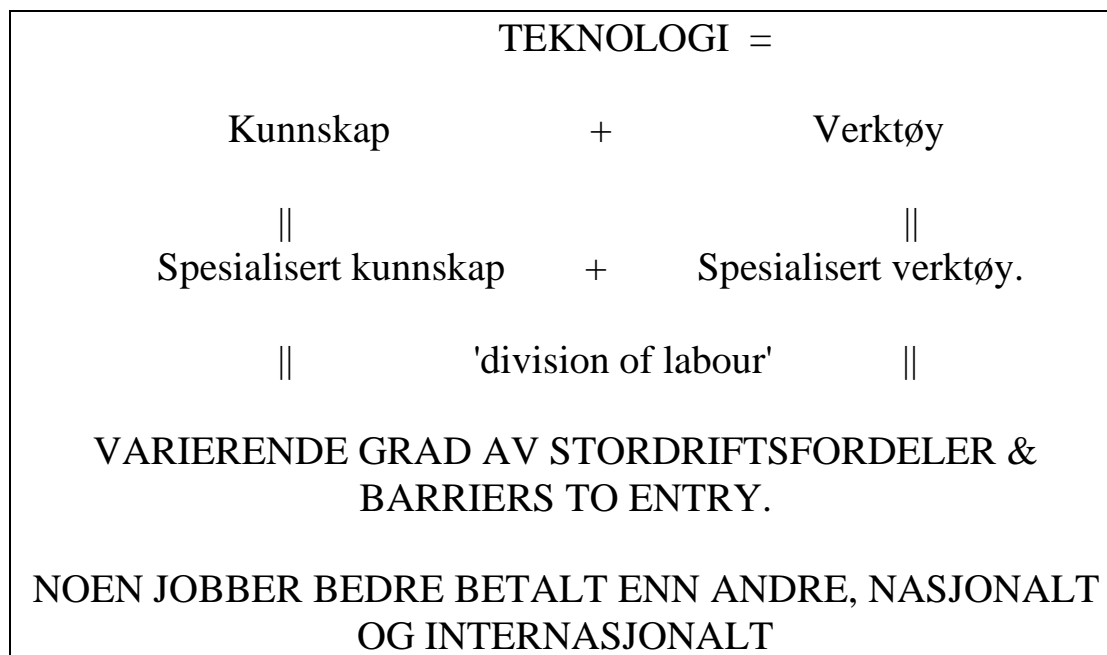 TEKNOLOGI =
Kunnskap + Verktøy
|| ||
Spesialisert kunnskap + Spesialisert verktøy.
|| 'division of labour' ||
VARIERENDE GRAD AV STORDRIFTSFORDELER &
BARRIERS TO ENTRY.
NOEN JOBBER BEDRE BETALT ENN ANDRE, NASJONALT
OG INTERNASJONALT